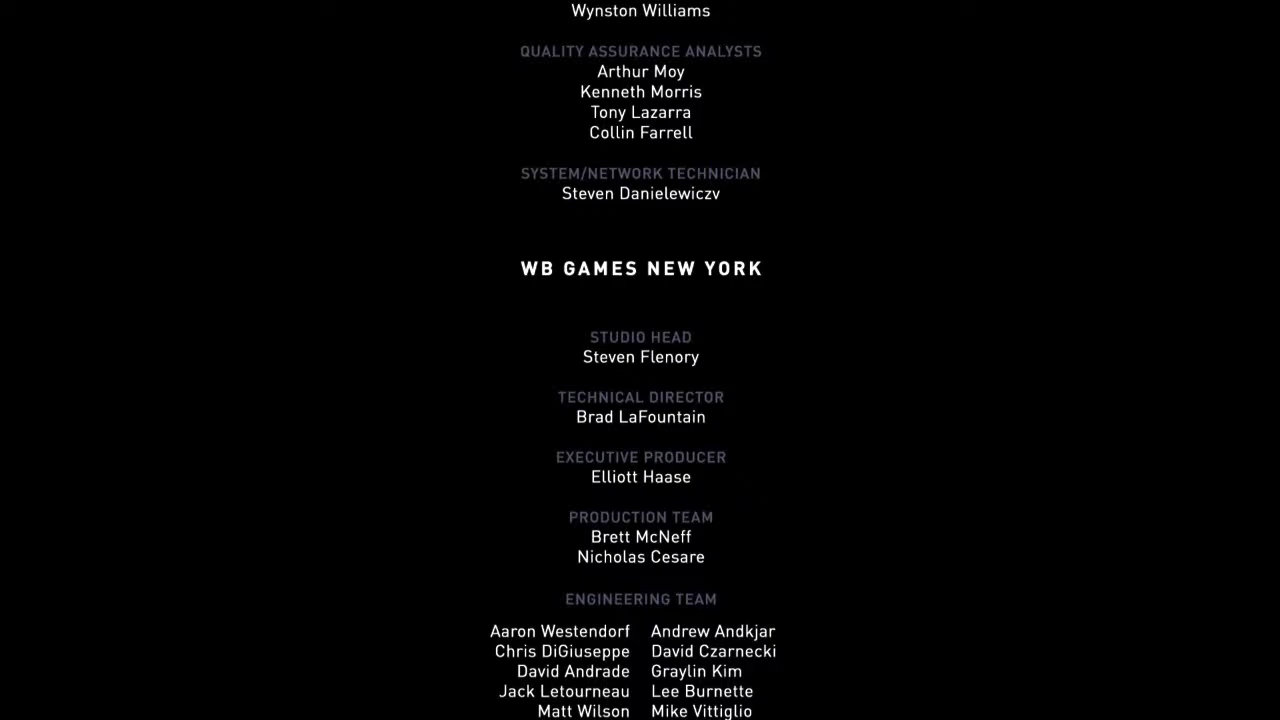 Wynston Williams
QUALITY ASSURANCE ANALYSTS
Arthur Moy
Kenneth Morris
Tony Lazarra
Collin Farrell
SYSTEM/NETWORK TECHNICIAN
Steven Danielewiczv
WB GAMES NEW YORK
STUDIO HEAD
Steven Flenory
TECHNICAL DIRECTOR
Brad LaFountain
EXECUTIVE PRODUCER
Elliott Haase
PRODUCTION TEAM
Brett McNeff
Nicholas Cesare
ENGINEERING TEAM
Aaron Westendorf Andrew Andkjar
Chris DiGiuseppe David Czarnecki
David Andrade Graylin Kim
Jack Letourneau Lee Burnette
Matt Wilson Mike Vittiglio